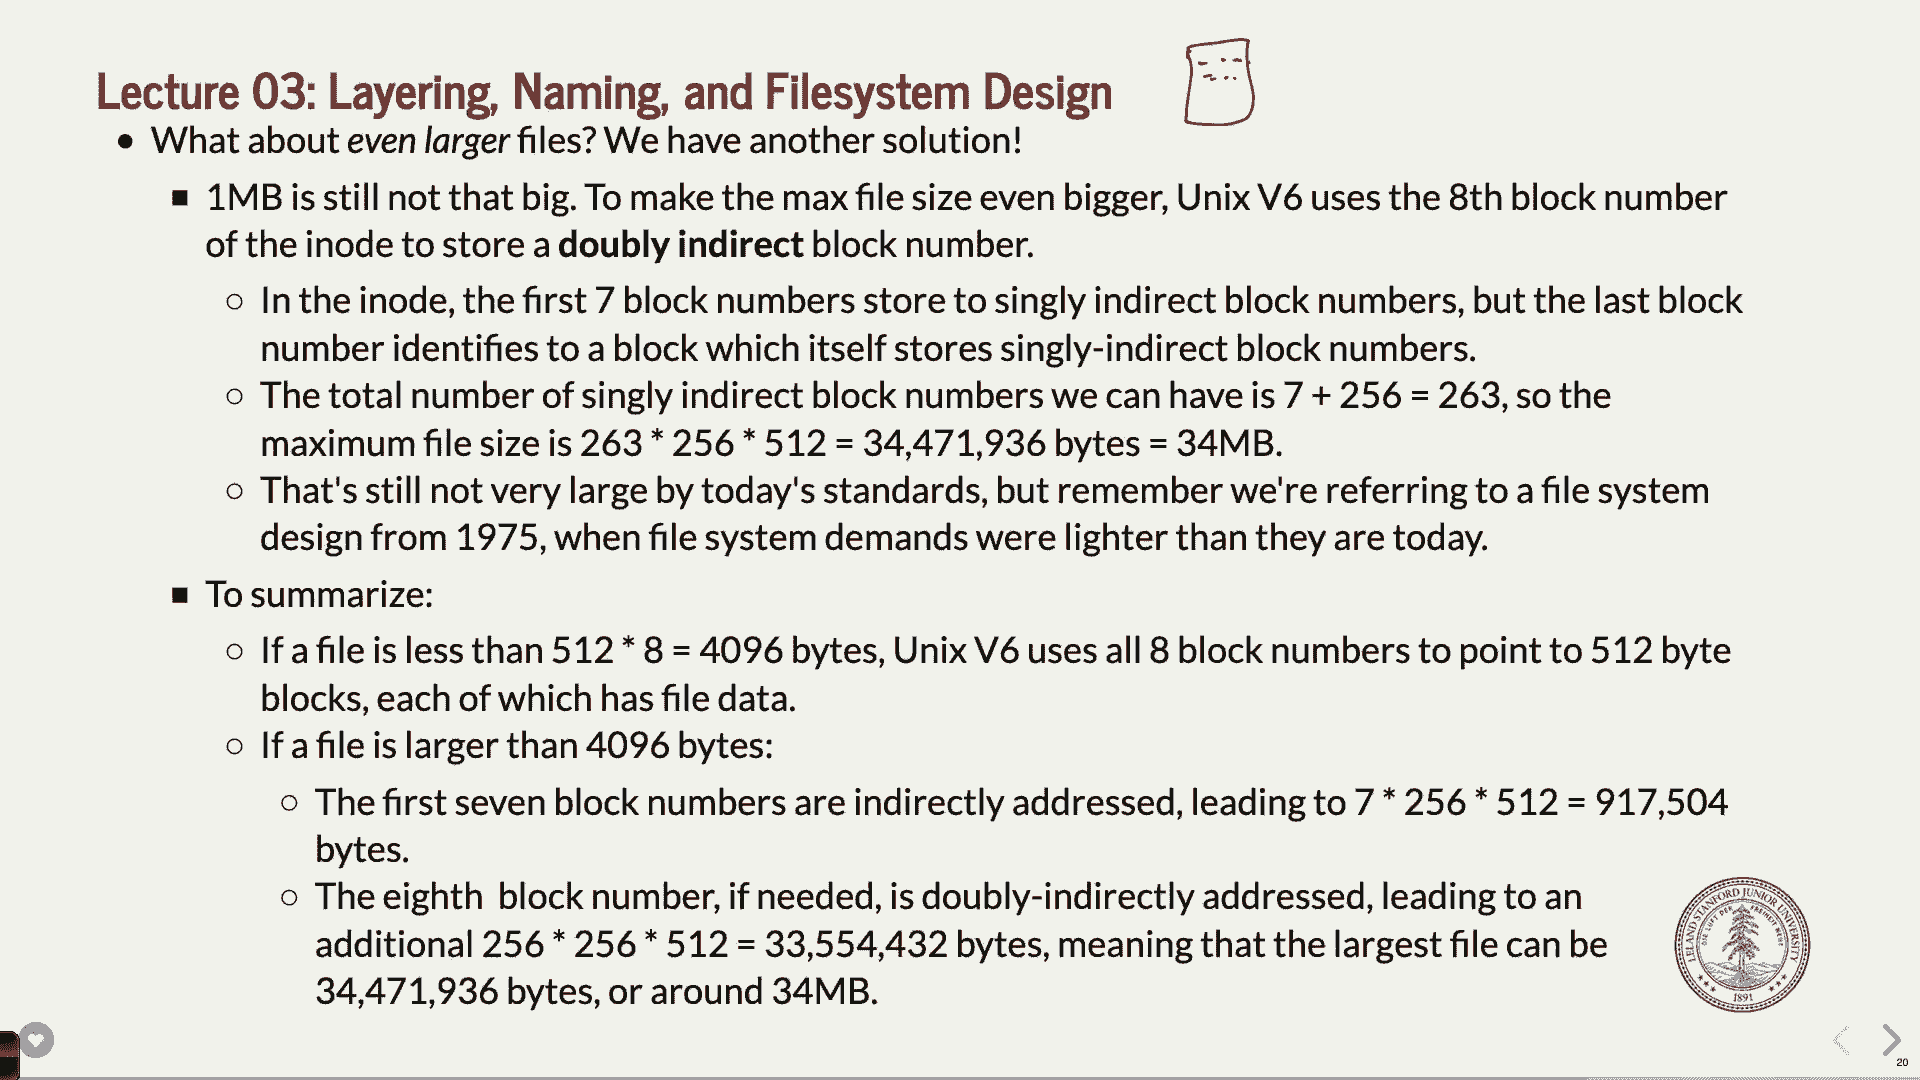 Lecture 03: Layering, Naming, and Filesystem Design
• What about even larger files? We have another solution!
▪ 1MB is still not that big. To make the max file size even bigger, Unix V6 uses the 8th block number
of the inode to store a doubly indirect block number.
○ In the inode, the first 7 block numbers store to singly indirect block numbers, but the last block
number identifies to a block which itself stores singly-indirect block numbers.
○ The total number of singly indirect block numbers we can have is 7 + 256 = 263, so the
maximum file size is 263 * 256 * 512 = 34,471,936 bytes = 34MB.
○ That's still not very large by today's standards, but remember we're referring to a file system
design from 1975, when file system demands were lighter than they are today.
▪ To summarize:
○ If a file is less than 512 * 8 = 4096 bytes, Unix V6 uses all 8 block numbers to point to 512 byte
blocks, each of which has file data.
○ If a file is larger than 4096 bytes:
○ The first seven block numbers are indirectly addressed, leading to 7 * 256 * 512 = 917,504
bytes.
○ The eighth  block number, if needed, is doubly-indirectly addressed, leading to an
additional 256 * 256 * 512 = 33,554,432 bytes, meaning that the largest file can be
34,471,936 bytes, or around 34MB.
LELAND STANFORD JUNIOR UNIVERSITY
DIE LUFT DER FREIHEIT WEHT
1891
20